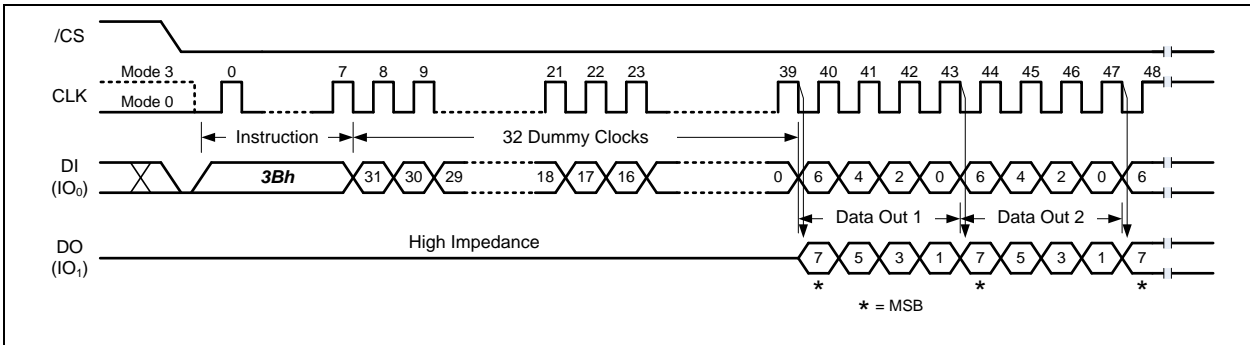 /CS
Mode 3 0 7 8 9 21 22 23 39 40 41 42 43 44 45 46 47 48
CLK
Mode 0
Instruction 32 Dummy Clocks
DI
(IO0)
3Bh 31 30 29 18 17 16 0 6 4 2 0 6 4 2 0 6
Data Out 1 Data Out 2
DO
(IO1)
High Impedance
7 5 3 1 7 5 3 1 7
* * *
* = MSB